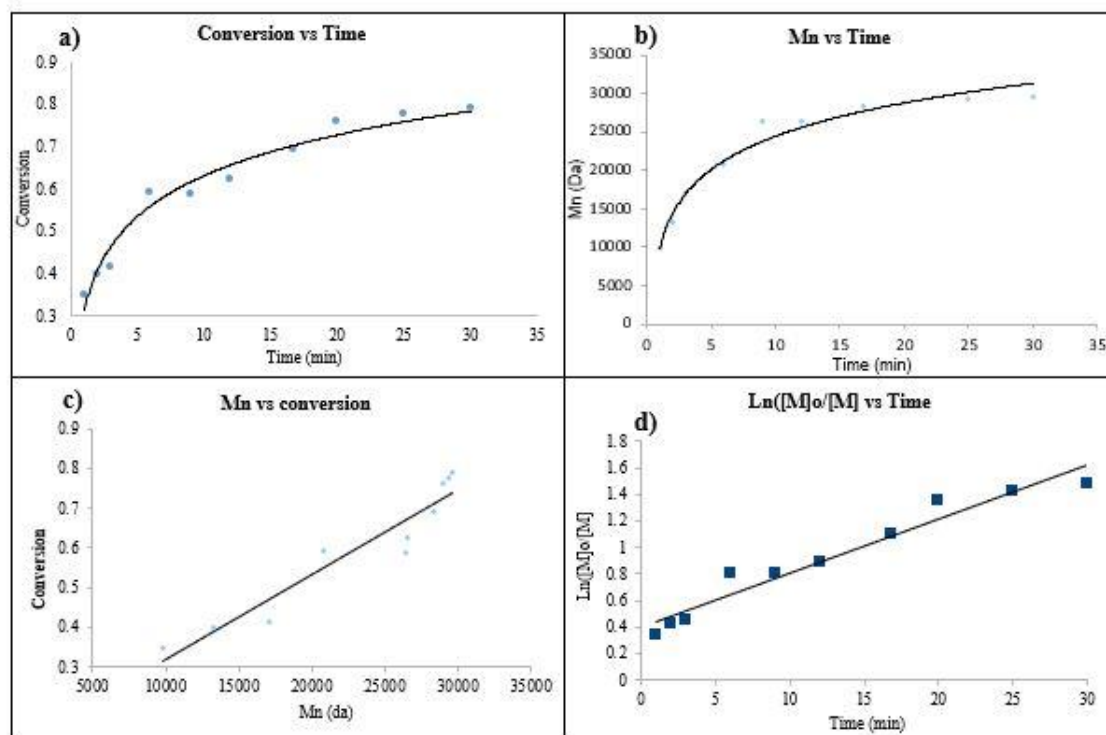 a)
Conversion vs Time
0.9
0.8
0.7
0.6
0.5
0.4
0.3
Conversion
0 5 10 15 20 25 30 35
Time (min)
b)
Mn vs Time
35000
30000
25000
20000
15000
10000
5000
0
Mn (Da)
0 5 10 15 20 25 30 35
Time (min)
c)
Mn vs conversion
0.9
0.8
0.7
0.6
0.5
0.4
0.3
Conversion
5000 10000 15000 20000 25000 30000 35000
Mn (da)
d)
Ln([M]o/[M] vs Time
1.8
1.6
1.4
1.2
1
0.8
0.6
0.4
0.2
0
Ln([M]o/[M]
0 5 10 15 20 25 30
Time (min)